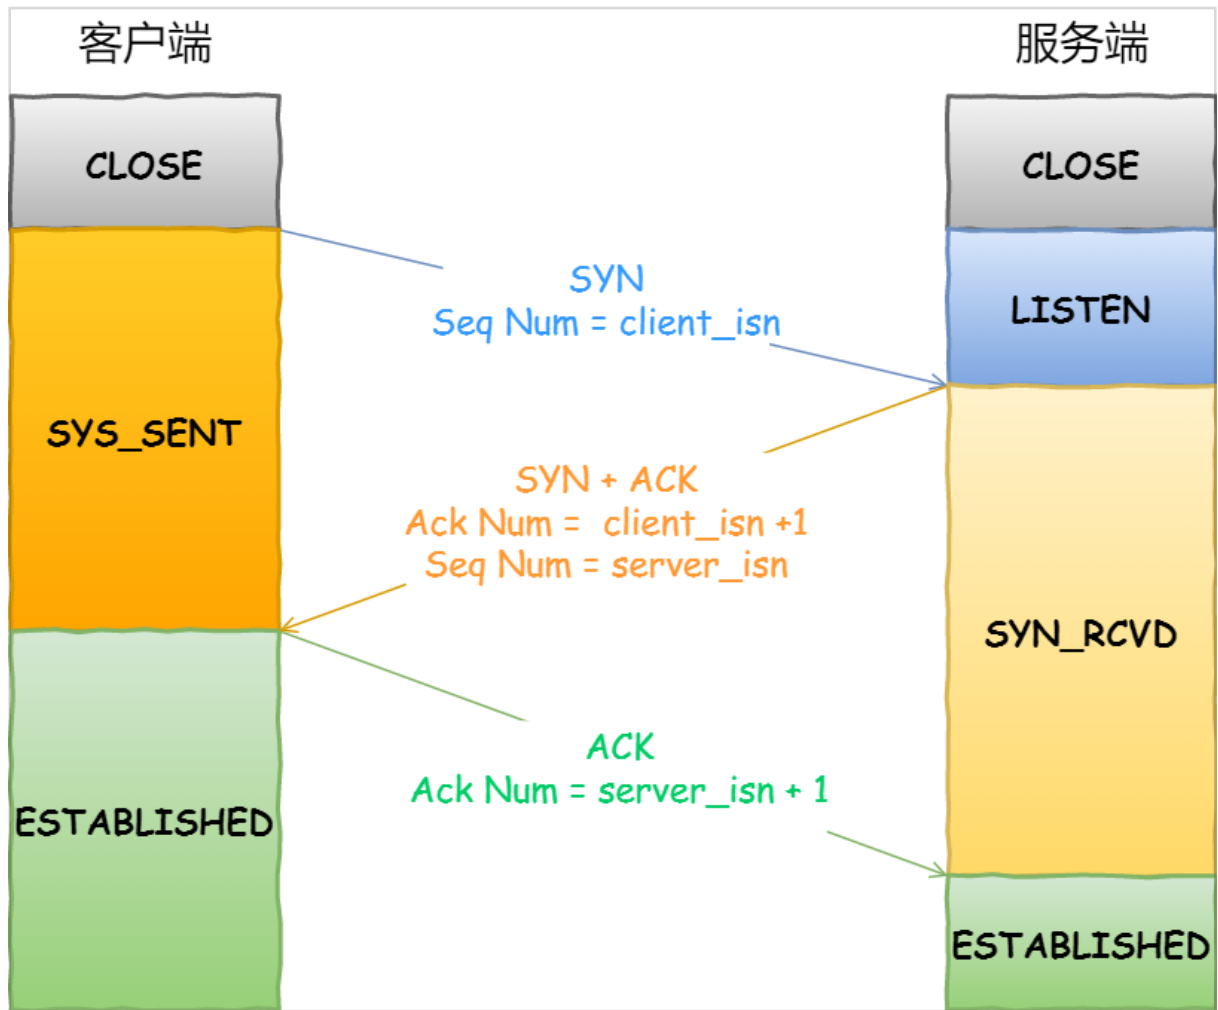 客户端
服务端
CLOSE
CLOSE
SYN
Seq Num = client_isn
LISTEN
SYS_SENT
SYN + ACK
Ack Num = client_isn +1
Seq Num = server_isn
SYN_RCVD
ACK
Ack Num = server_isn + 1
ESTABLISHED
ESTABLISHED